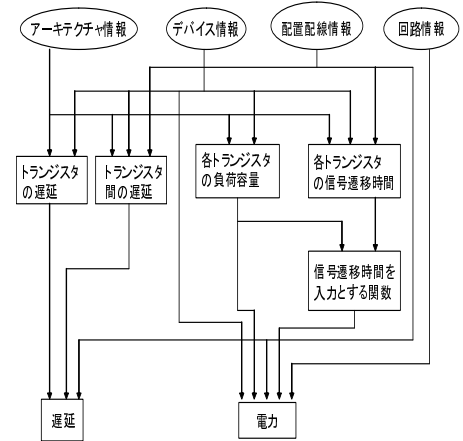 アーキテクチャ情報
デバイス情報
配置配線情報
回路情報
トランジスタ
の遅延
トランジスタ
間の遅延
各トランジスタ
の負荷容量
各トランジスタ
の信号遷移時間
信号遷移時間を
入力とする関数
遅延
電力